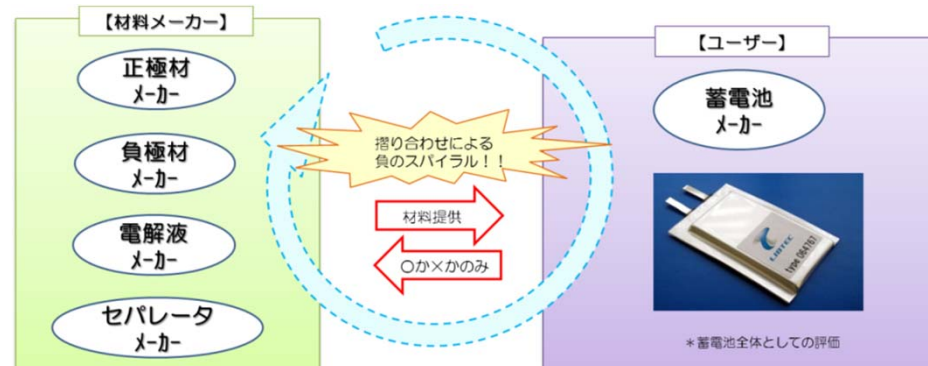 【材料メーカー】
正極材
ﾒｰｶｰ
負極材
ﾒｰｶｰ
電解液
ﾒｰｶｰ
セパレータ
ﾒｰｶｰ
摺り合わせによる
負のスパイラル！！
材料提供
○か×かのみ
【ユーザー】
蓄電池
ﾒｰｶｰ
LIBTEC
type 064767
＊蓄電池全体としての評価